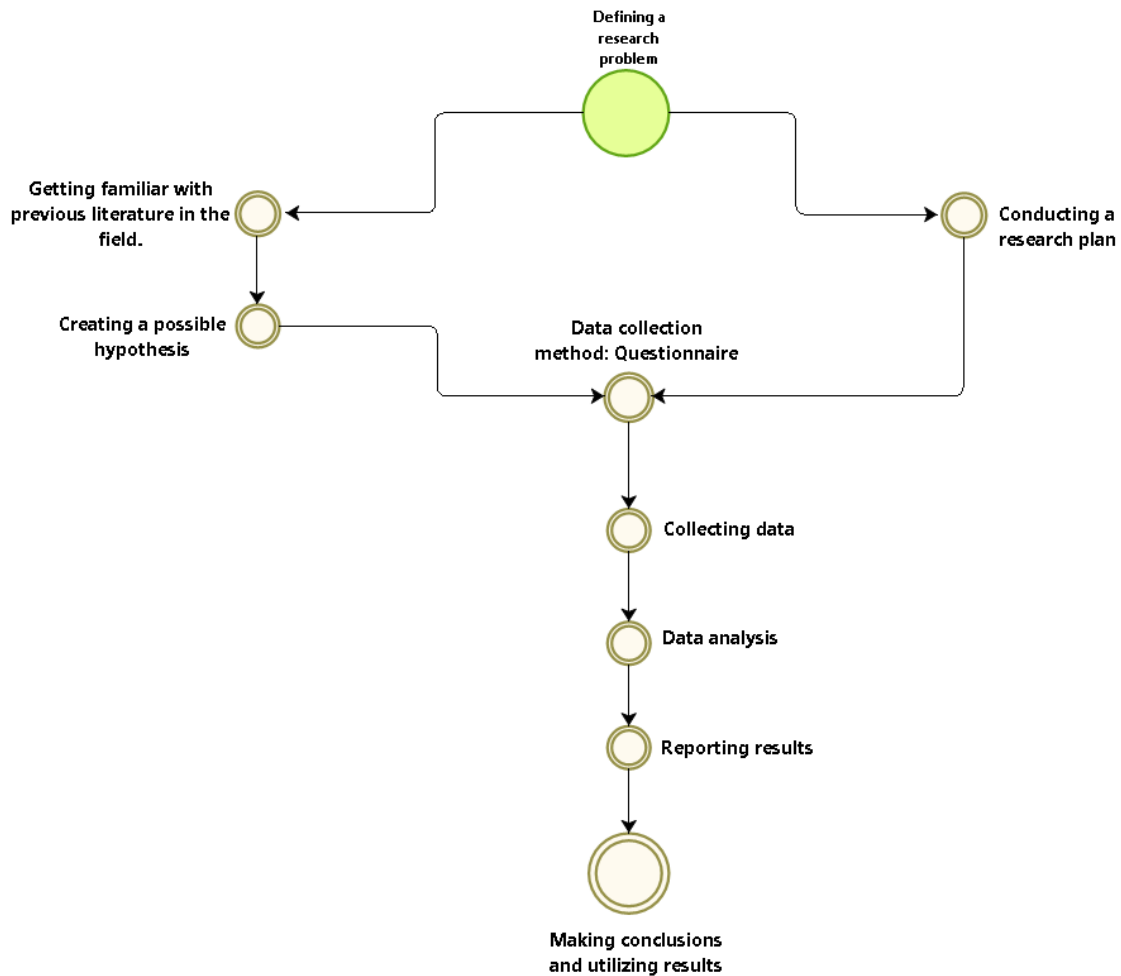 Defining a
research
problem
Getting familiar with
previous literature in the
field.
Conducting a
research plan
Creating a possible
hypothesis
Data collection
method: Questionnaire
Collecting data
Data analysis
Reporting results
Making conclusions
and utilizing results